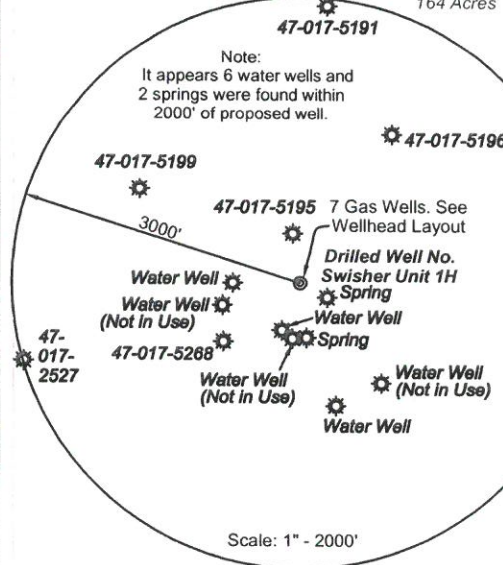 164 Acres
47-017-5191
Note:
It appears 6 water wells and
2 springs were found within
2000' of proposed well.
47-017-5196
47-017-5199
47-017-5195
7 Gas Wells. See
Wellhead Layout
3000'
Drilled Well No.
Swisher Unit 1H
Water Well
Spring
Water Well
(Not in Use)
Water Well
47-
017-
2527
47-017-5268
Spring
Water Well
(Not in Use)
Water Well
(Not in Use)
Water Well
Scale: 1" - 2000'